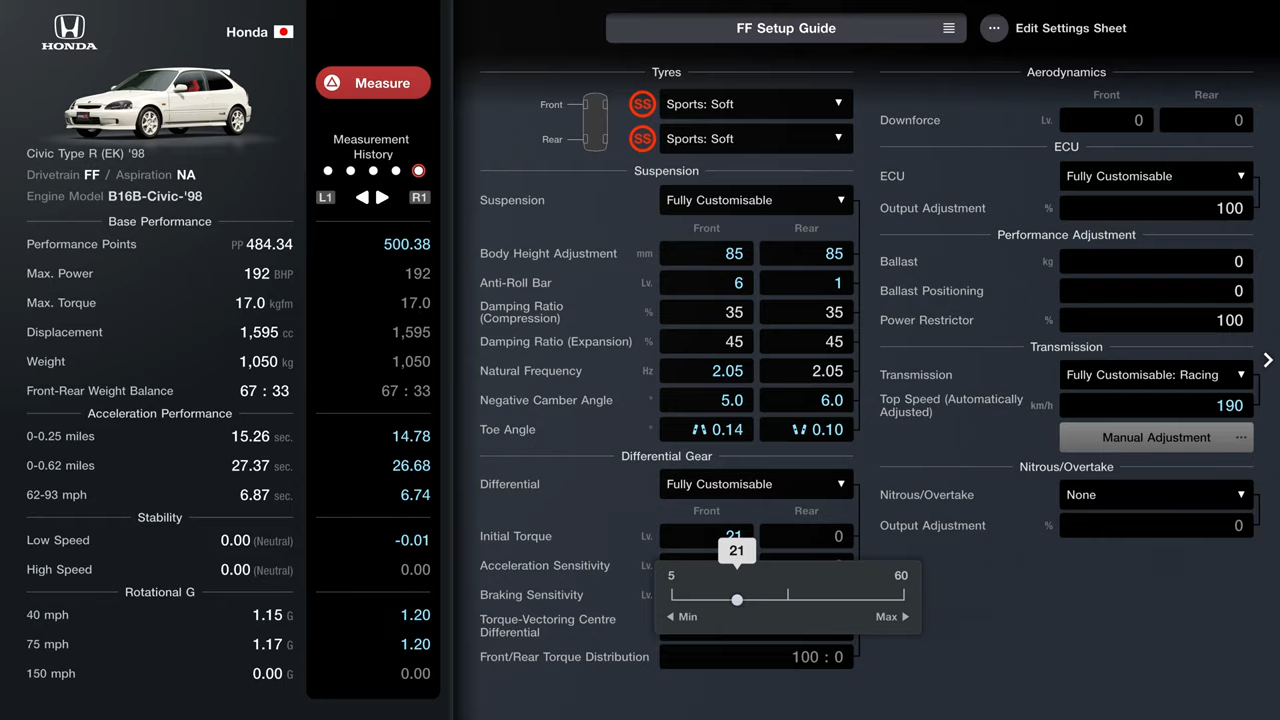 HONDA
Honda
Civic Type R (EK) '98
Drivetrain FF / Aspiration NA
Engine Model B16B-Civic-'98
Base Performance
Performance Points PP 484.34
Max. Power 192 BHP
Max. Torque 17.0 kgfm
Displacement 1,595 cc
Weight 1,050 kg
Front-Rear Weight Balance 67 : 33
Acceleration Performance
0-0.25 miles 15.26 sec.
0-0.62 miles 27.37 sec.
62-93 mph 6.87 sec.
Stability
Low Speed 0.00 (Neutral)
High Speed 0.00 (Neutral)
Rotational G
40 mph 1.15 G
75 mph 1.17 G
150 mph 0.00 G
Measure
Measurement
History
L1 R1
500.38
192
17.0
1,595
1,050
67 : 33
14.78
26.68
6.74
-0.01
0.00
1.20
1.20
0.00
FF Setup Guide
Edit Settings Sheet
Tyres
Front SS Sports: Soft
Rear SS Sports: Soft
Suspension
Suspension Fully Customisable
Front Rear
Body Height Adjustment mm 85 85
Anti-Roll Bar Lv. 6 1
Damping Ratio
(Compression) % 35 35
Damping Ratio (Expansion) % 45 45
Natural Frequency Hz 2.05 2.05
Negative Camber Angle ° 5.0 6.0
Toe Angle ° 0.14 0.10
Differential Gear
Differential Fully Customisable
Front Rear
Initial Torque Lv. 21 0
21
Acceleration Sensitivity Lv.
5 60
Braking Sensitivity Lv.
Min Max
Torque-Vectoring Centre
Differential
Front/Rear Torque Distribution 100 : 0
Aerodynamics
Front Rear
Downforce Lv. 0 0
ECU
ECU Fully Customisable
Output Adjustment % 100
Performance Adjustment
Ballast kg 0
Ballast Positioning 0
Power Restrictor % 100
Transmission
Transmission Fully Customisable: Racing
Top Speed (Automatically
Adjusted) km/h 190
Manual Adjustment
Nitrous/Overtake
Nitrous/Overtake None
Output Adjustment % 0